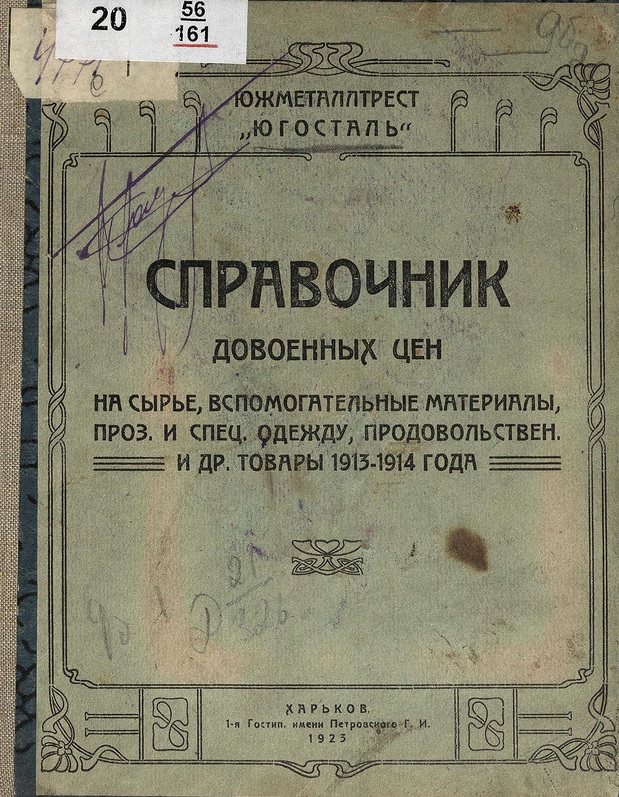 20
56
161
ЮЖМЕТАЛЛТРЕСТ
„ЮГОСТАЛЬ“
СПРАВОЧНИК
ДОВОЕННЫХ ЦЕН
НА СЫРЬЕ, ВСПОМОГАТЕЛЬНЫЕ МАТЕРИАЛЫ,
ПРОЗ. И СПЕЦ. ОДЕЖДУ, ПРОДОВОЛЬСТВЕН.
И ДР. ТОВАРЫ 1913-1914 ГОДА
ХАРЬКОВ.
1-я Гостип. имени Петровского Г. И.
1923